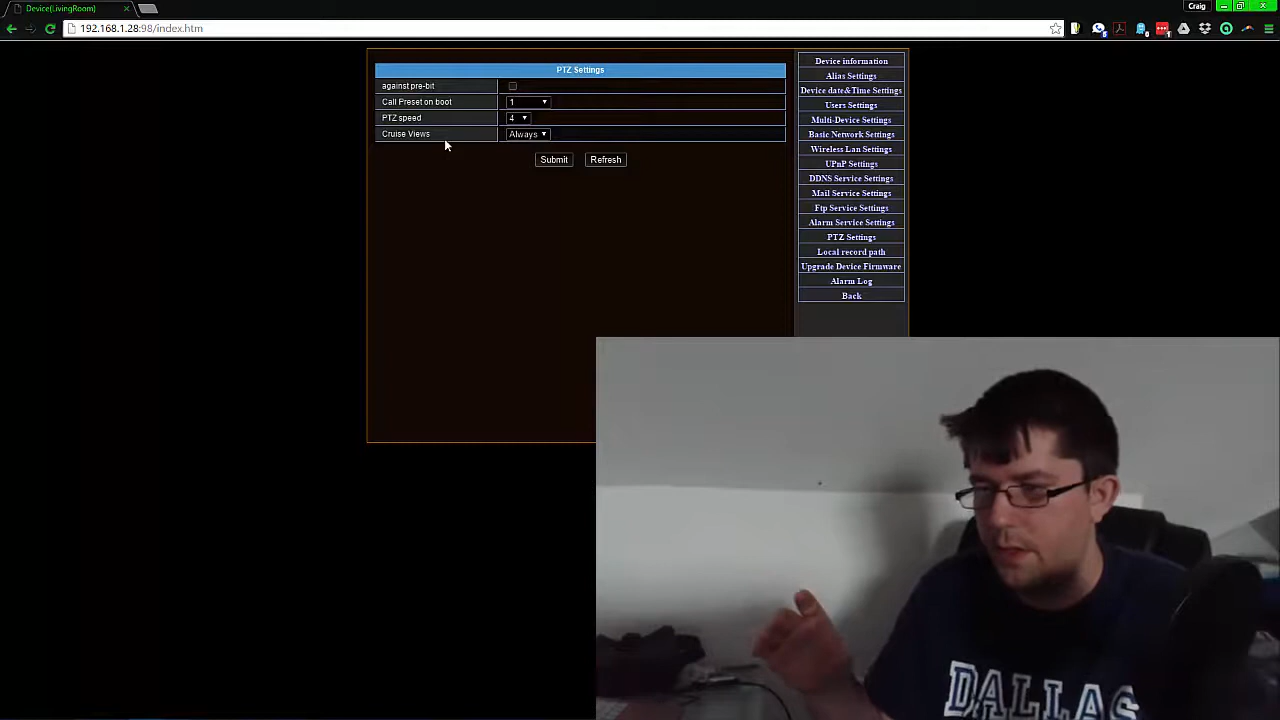 Device(LivingRoom)
Craig
192.168.1.28:98/index.htm
PTZ Settings
against pre-bit
Call Preset on boot 1
PTZ speed 4
Cruise Views Always
Submit Refresh
Device information
Alias Settings
Device date&Time Settings
Users Settings
Multi-Device Settings
Basic Network Settings
Wireless Lan Settings
UPnP Settings
DDNS Service Settings
Mail Service Settings
Ftp Service Settings
Alarm Service Settings
PTZ Settings
Local record path
Upgrade Device Firmware
Alarm Log
Back
DALLAS